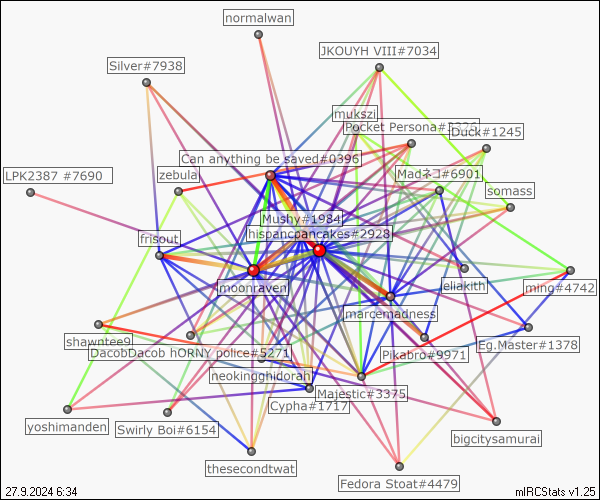 normalwan
JKOUYH VIII#7034
Silver#7938
mukszi
Pocket Persona#
Duck#1245
Can anything be saved#0396
LPK2387 #7690
zebula
Madネコ#6901
somass
Mushy#1984
hispancpancakes#2928
frisout
moonraven
eliakith
ming#4742
marcemadness
shawntee9
DacobDacob hORNY police#5271
Pikabro#9971
Eg.Master#1378
neokingghidorah
Majestic#3375
Cypha#1717
yoshimanden
Swirly Boi#6154
bigcitysamurai
thesecondtwat
Fedora Stoat#4479
27.9.2024 6:34
mIRCStats v1.25